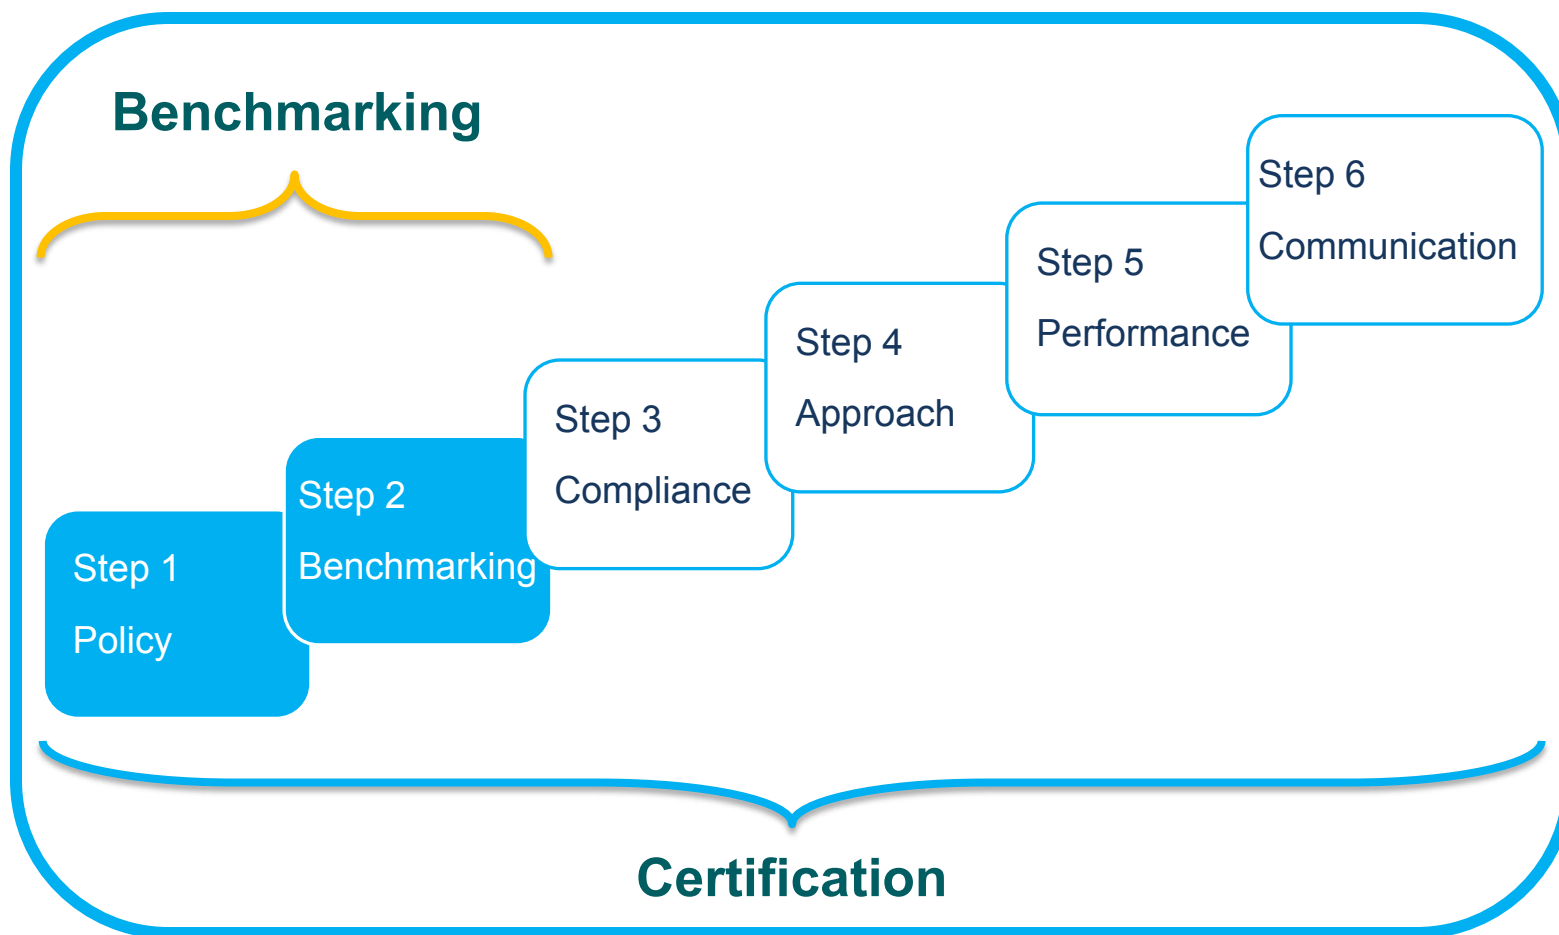 Benchmarking
Step 1
Policy
Step 2
Benchmarking
Step 3
Compliance
Step 4
Approach
Step 5
Performance
Step 6
Communication
Certification